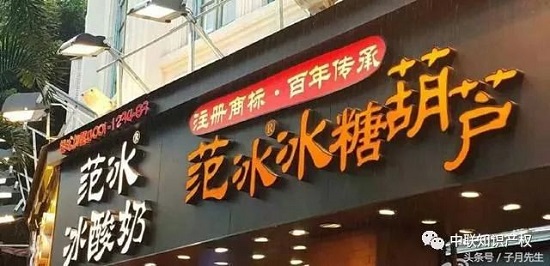 注册商标·百年传承
范冰®冰糖葫芦
范冰®
冰酸奶
中联知识产权
头条号 / 子月先生